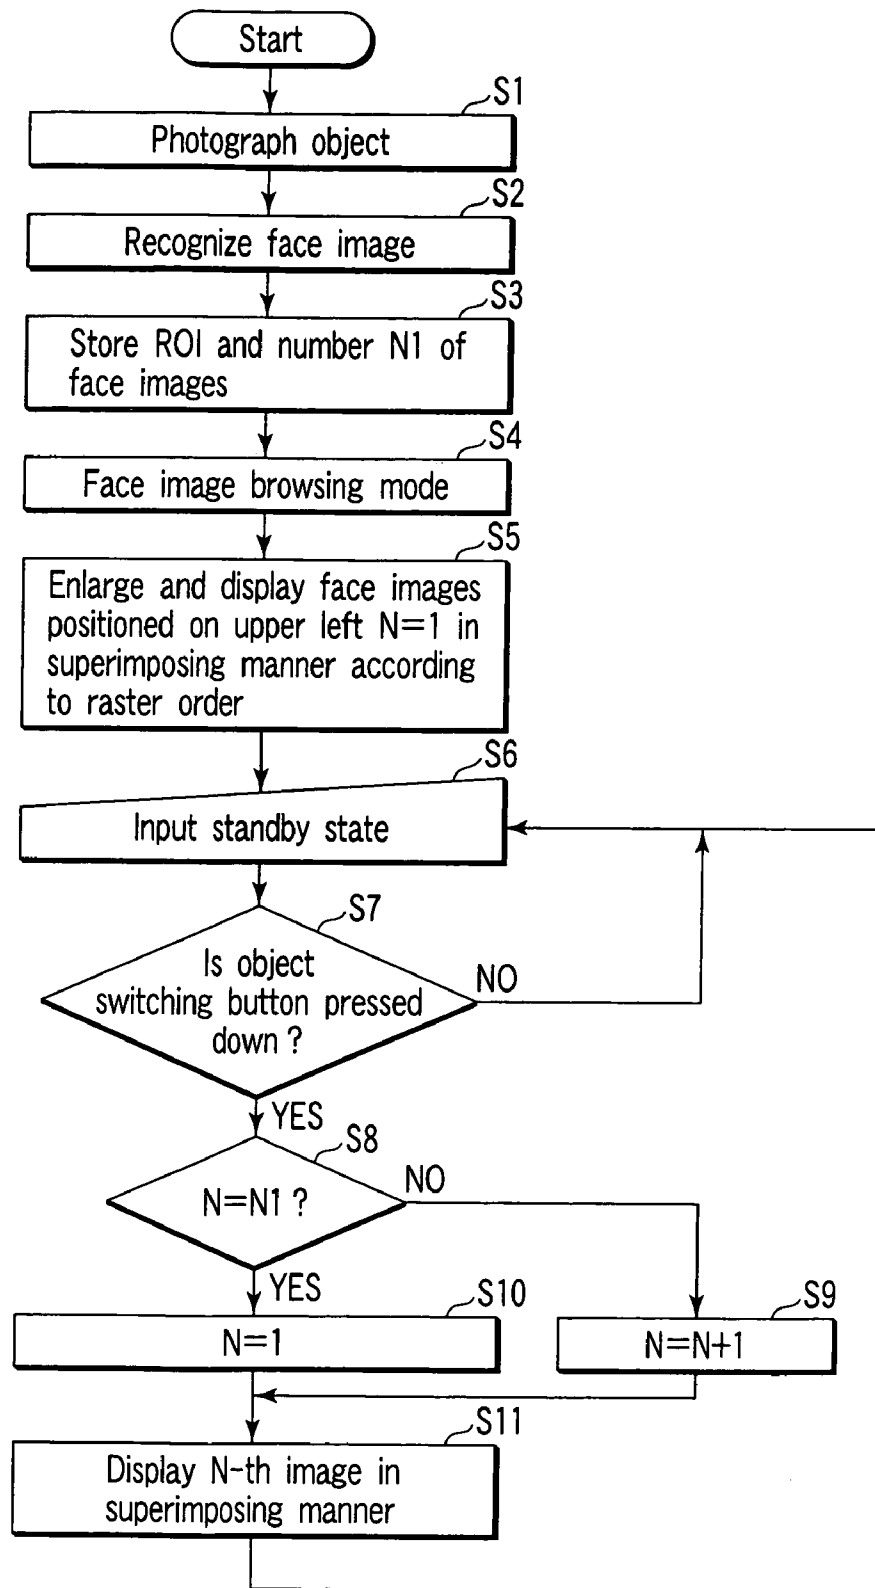 Start
S1
Photograph object
S2
Recognize face image
S3
Store ROI and number N1 of
face images
S4
Face image browsing mode
S5
Enlarge and display face images
positioned on upper left N=1 in
superimposing manner according
to raster order
S6
Input standby state
S7
Is object
switching button pressed
down ?
NO
YES
S8
N=N1 ?
NO
YES
S10
N=1
S9
N=N+1
S11
Display N-th image in
superimposing manner